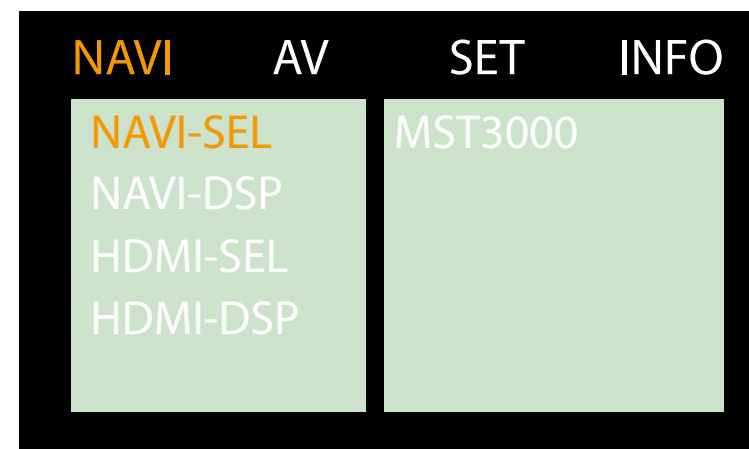 NAVI AV SET INFO
NAVI-SEL MST3000
NAVI-DSP
HDMI-SEL
HDMI-DSP